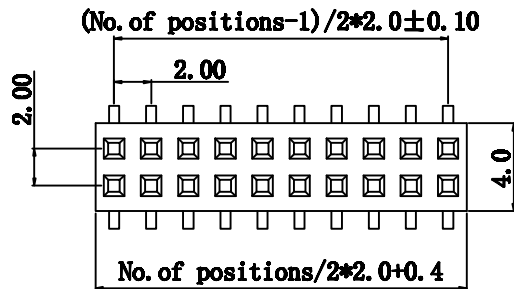 (No. of positions-1)/2*2.0±0.10
2.00
2.00
4.0
No. of positions/2*2.0+0.4